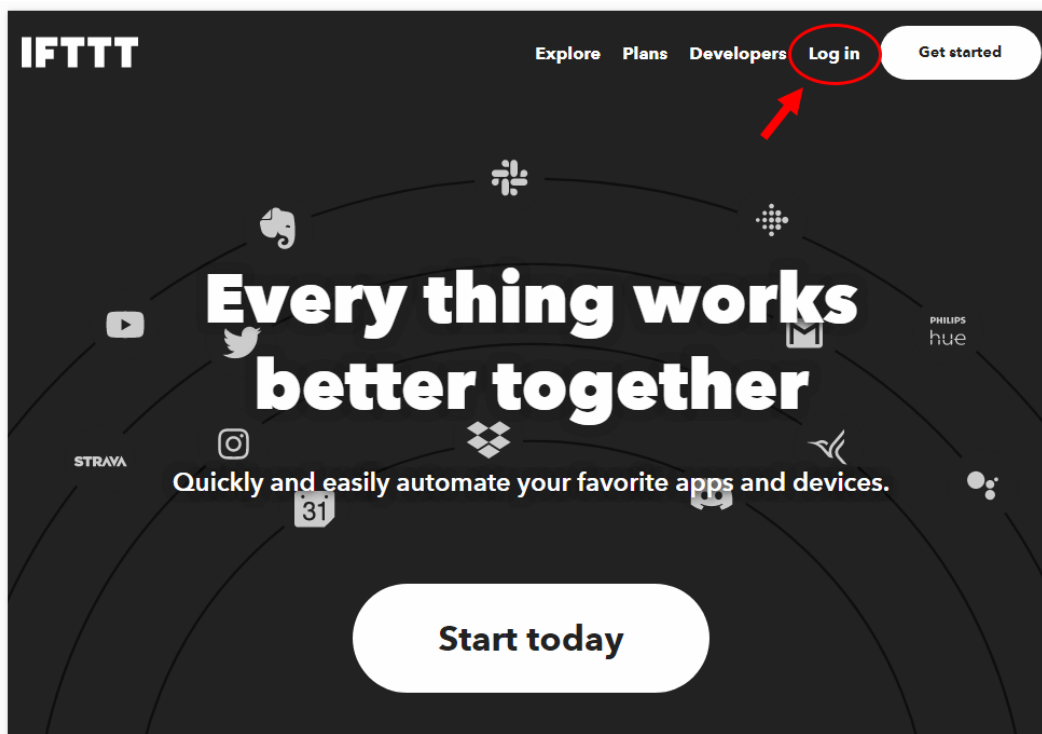 IFTTT
Explore Plans Developers Log in Get started
Every thing works
better together
PHILIPS
hue
STRAVA
Quickly and easily automate your favorite apps and devices.
31
Start today